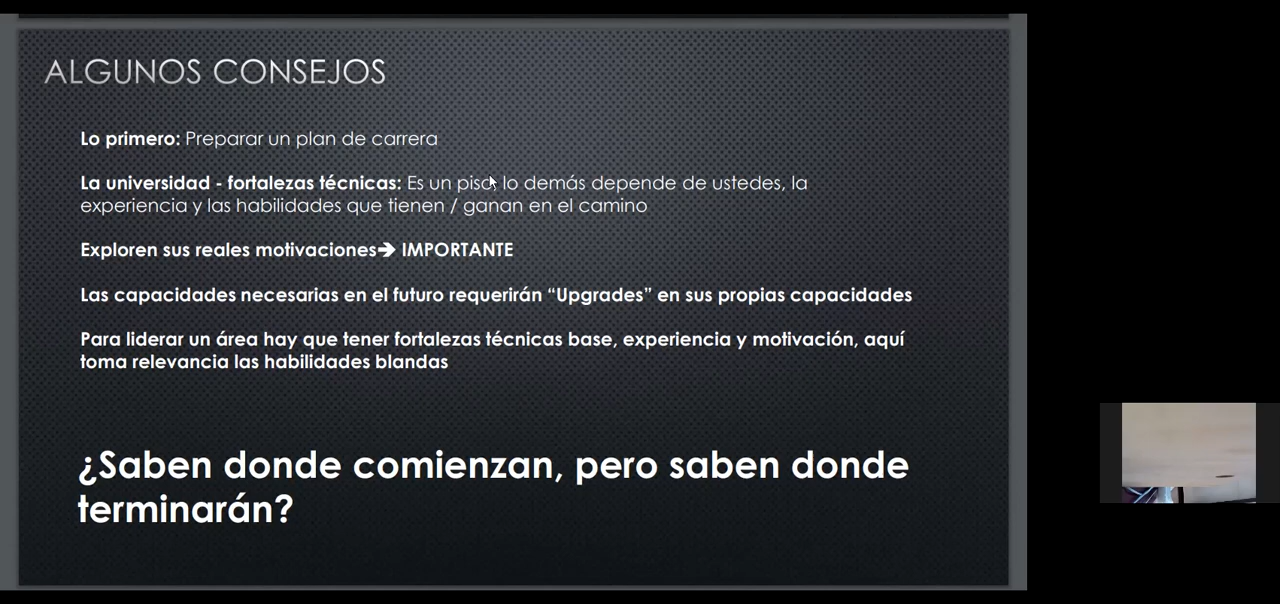 ALGUNOS CONSEJOS
Lo primero: Preparar un plan de carrera
La universidad - fortalezas técnicas: Es un piso, lo demás depende de ustedes, la
experiencia y las habilidades que tienen / ganan en el camino
Exploren sus reales motivaciones➔ IMPORTANTE
Las capacidades necesarias en el futuro requerirán “Upgrades” en sus propias capacidades
Para liderar un área hay que tener fortalezas técnicas base, experiencia y motivación, aquí
toma relevancia las habilidades blandas
¿Saben donde comienzan, pero saben donde
terminarán?